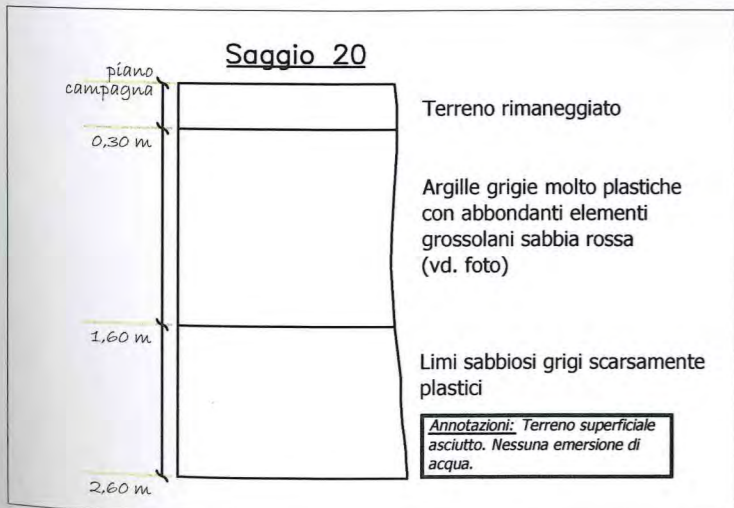 Saggio 20
piano
campagna
Terreno rimaneggiato
0,30 m
Argille grigie molto plastiche
con abbondanti elementi
grossolani sabbia rossa
(vd. foto)
1,60 m
Limi sabbiosi grigi scarsamente
plastici
Annotazioni: Terreno superficiale
asciutto. Nessuna emersione di
acqua.
2,60 m